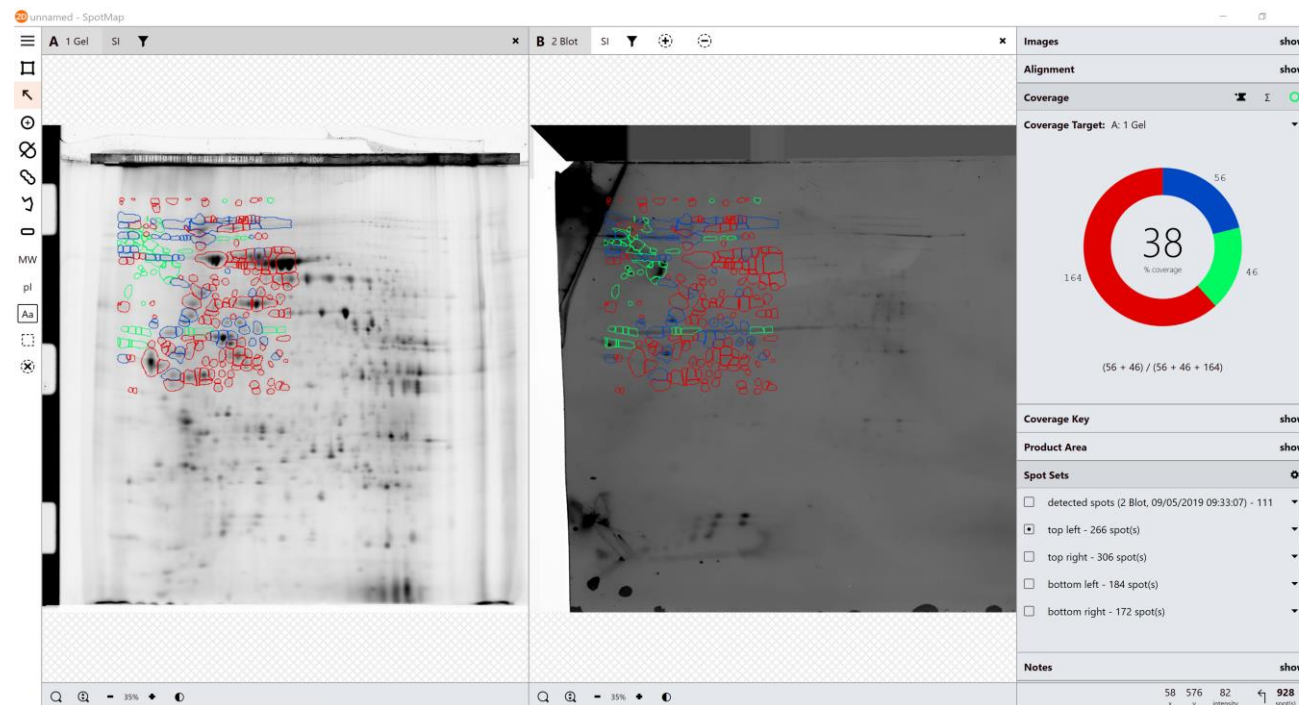 2D unnamed - SpotMap
A 1 Gel SI
B 2 Blot SI
MW
pI
Aa
35%
35%
Images show
Alignment show
Coverage Σ
Coverage Target: A: 1 Gel
56
46
164
38
% coverage
(56 + 46) / (56 + 46 + 164)
Coverage Key show
Product Area show
Spot Sets
detected spots (2 Blot, 09/05/2019 09:33:07) - 111
top left - 266 spot(s)
top right - 306 spot(s)
bottom left - 184 spot(s)
bottom right - 172 spot(s)
Notes show
58 576 82 928
x y intensity spot(s)